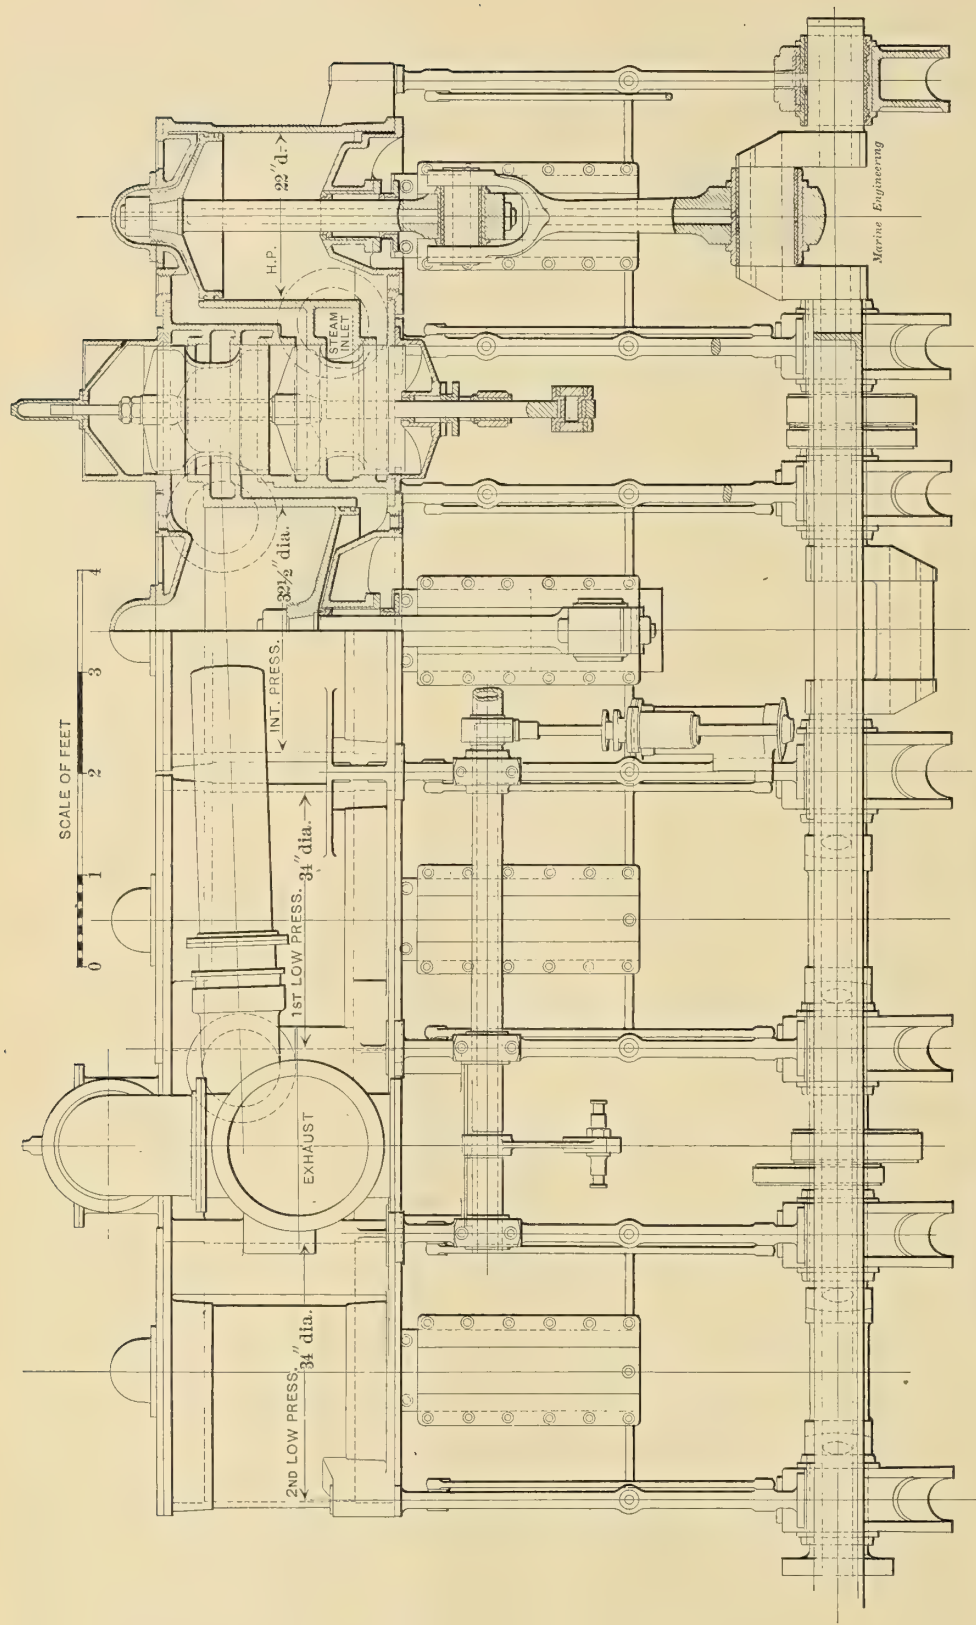 SCALE OF FEET
0 1 2 3 4
2ND LOW PRESS. 34" dia.
EXHAUST
1ST LOW PRESS. 34" dia.
INT. PRESS. 32½" dia.
STEAM
INLET
H.P. 22" d.
Marine Engineering